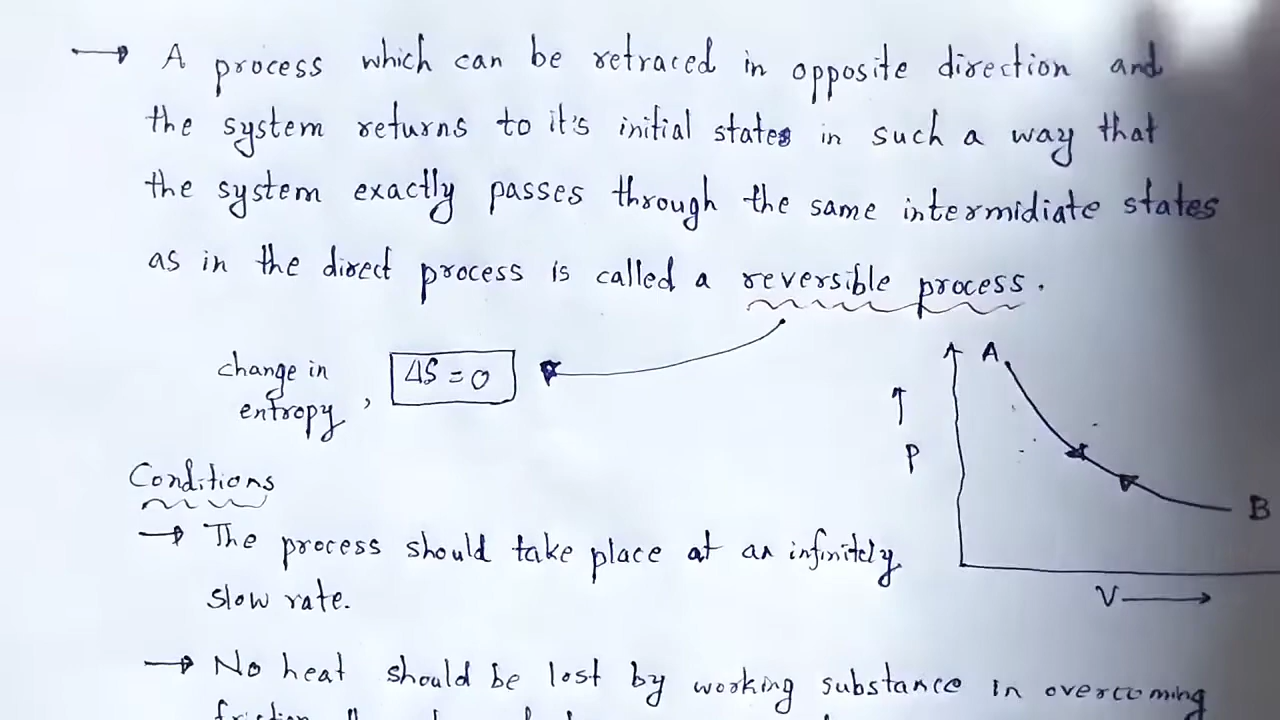 → A process which can be retraced in opposite direction and
the system returns to it's initial states in such a way that
the system exactly passes through the same intermidiate states
as in the direct process is called a reversible process.
change in
entropy, ΔS = 0
A
↑
P
B
V →
Conditions
→ The process should take place at an infinitely
slow rate.
→ No heat should be lost by working substance in overcoming
friction